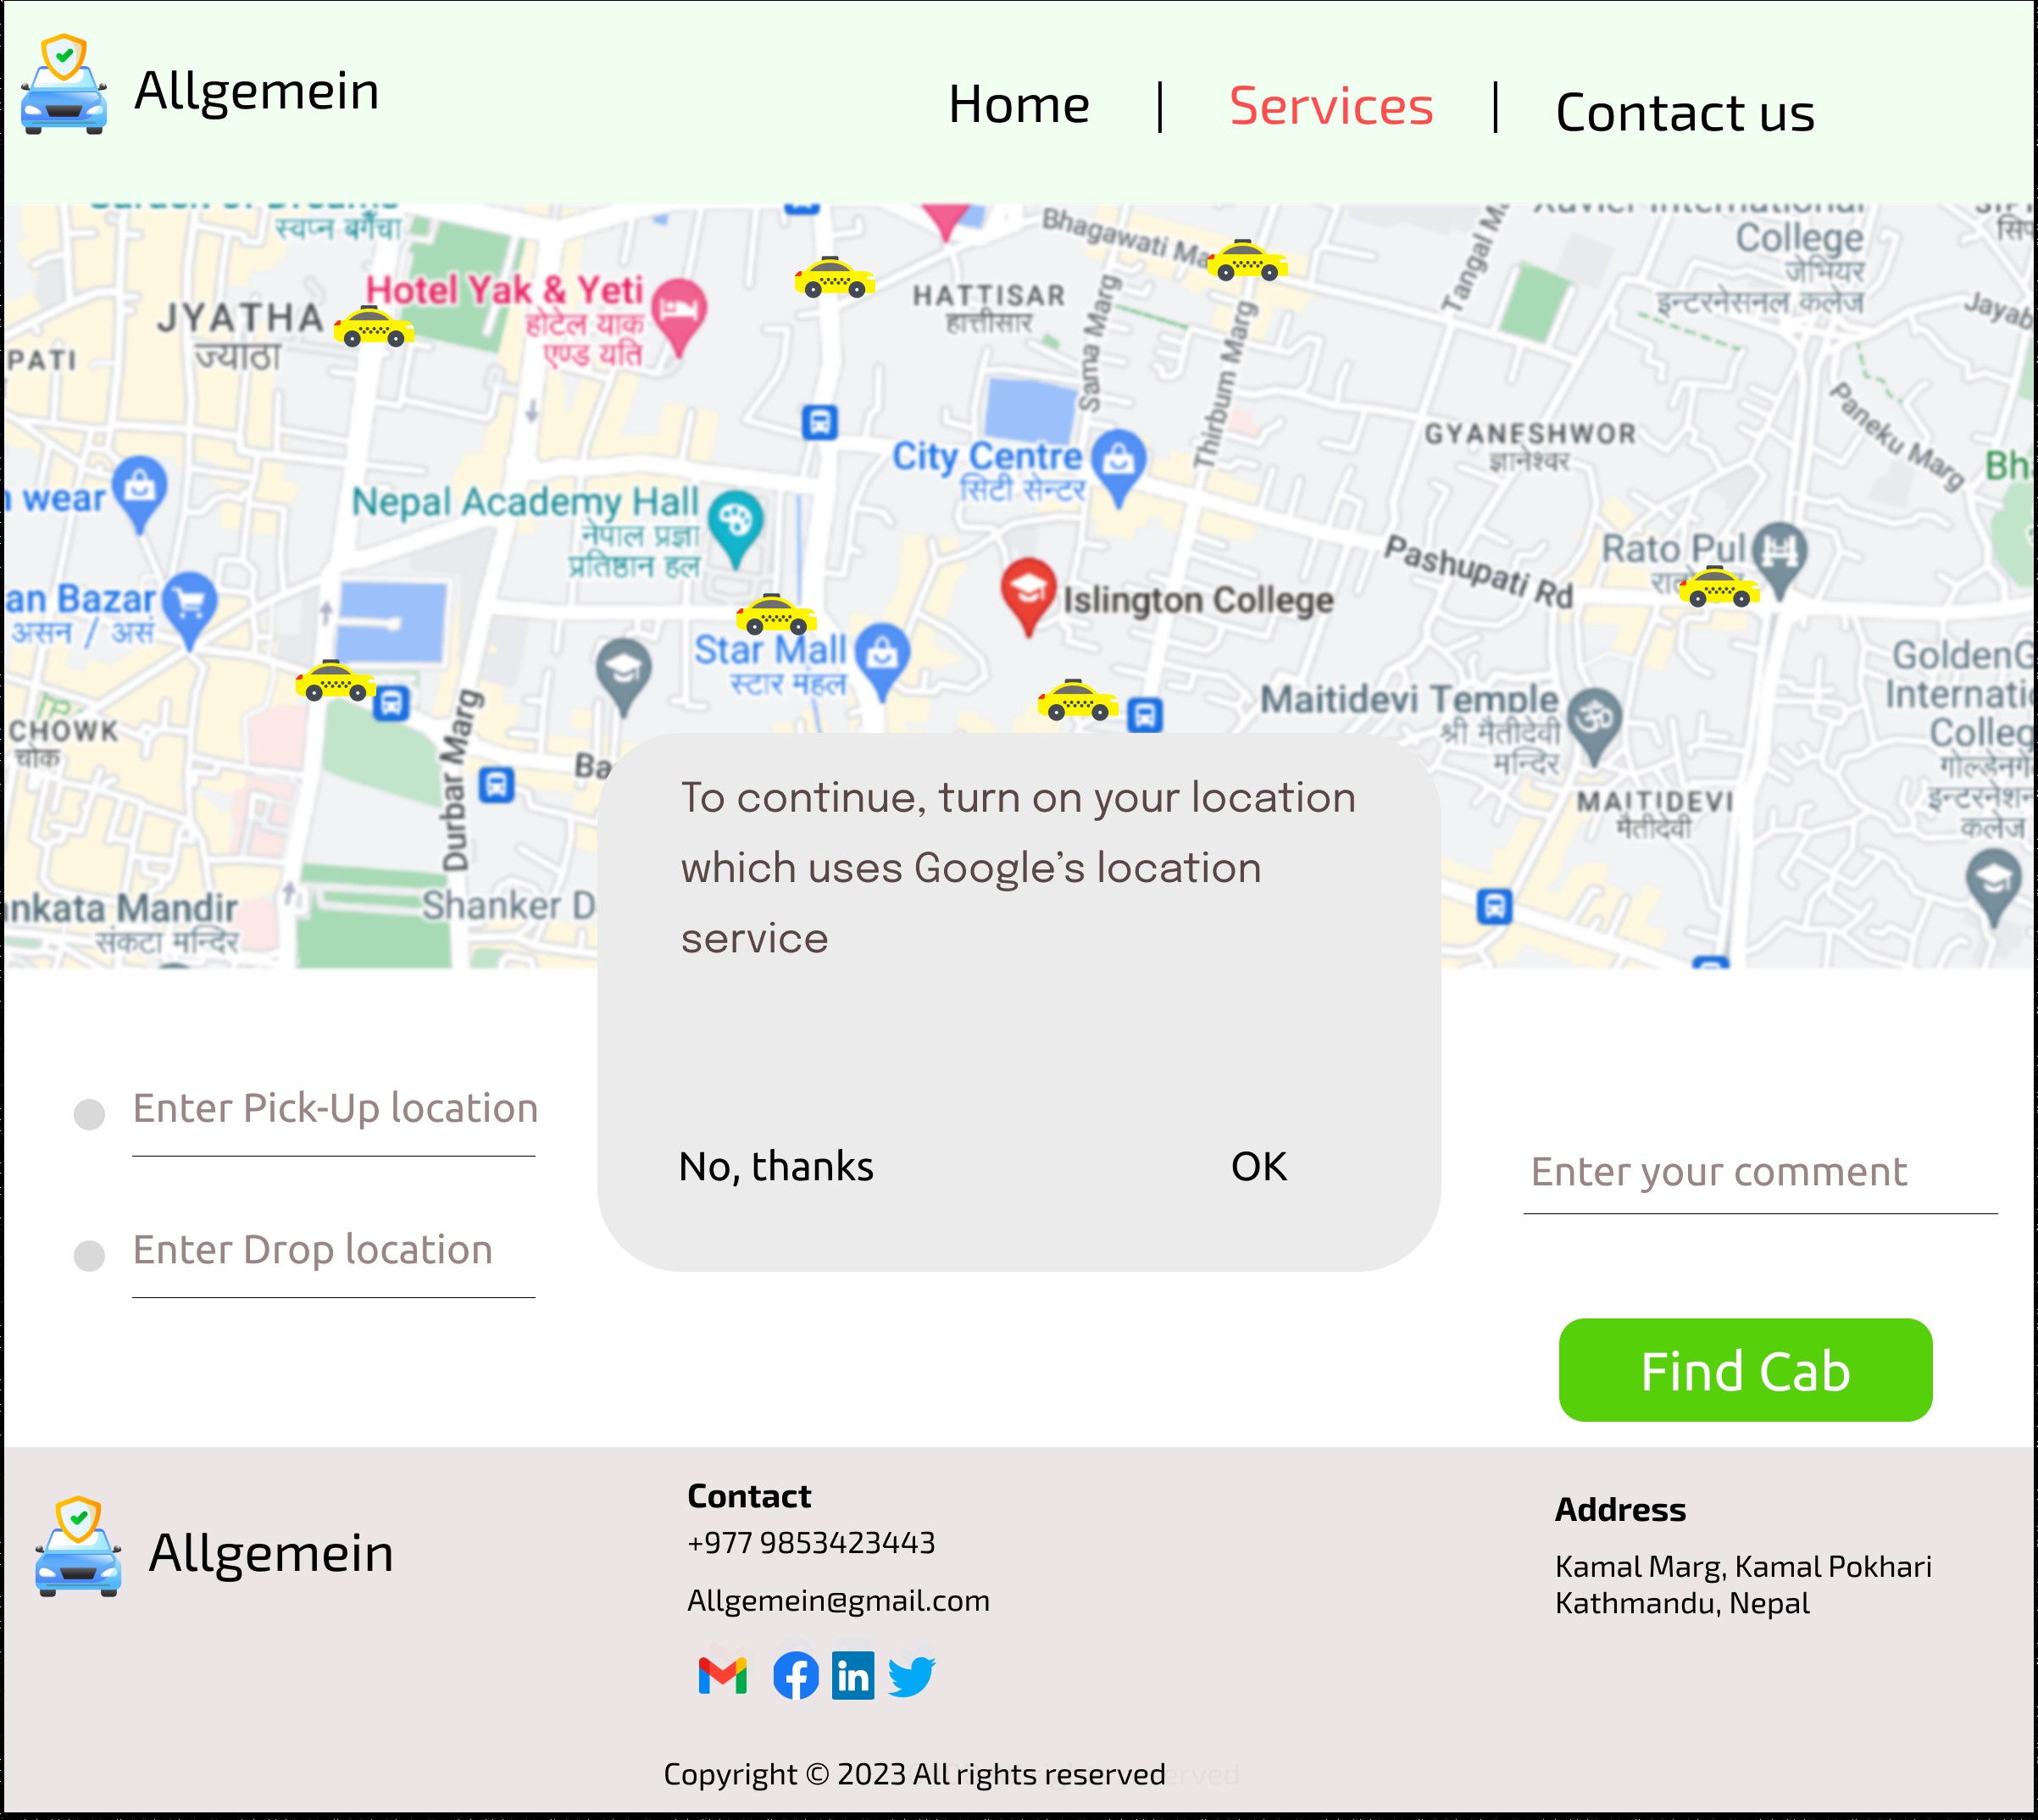 Allgemein
Home | Services | Contact us
स्वप्न बगैंचा
Bhagawati
College
जेभियर
इन्टरनेसनल कलेज
Hotel Yak & Yeti
होटेल याक
एण्ड यति
JYATHA
ज्याठा
PATI
HATTISAR
हात्तीसार
Sama Marg
Thirbum Marg
Tangal
GYANESHWOR
ज्ञानेश्वर
Paneku Marg
City Centre
सिटी सेन्टर
wear
Nepal Academy Hall
नेपाल प्रज्ञा
प्रतिष्ठान हल
Pashupati Rd
Rato Pul
an Bazar
असन / असं
Islington College
Star Mall
स्टार महल
Maitidevi Temple
श्री मैतीदेवी
मन्दिर
CHOWK
चोक
Durbar Marg
MAITIDEVI
मैतीदेवी
कलेज
nkata Mandir
संकटा मन्दिर
Shanker
To continue, turn on your location
which uses Google’s location
service
No, thanks
OK
Enter Pick-Up location
Enter Drop location
Enter your comment
Find Cab
Allgemein
Contact
+977 9853423443
Allgemein@gmail.com
in
Address
Kamal Marg, Kamal Pokhari
Kathmandu, Nepal
Copyright © 2023 All rights reserved